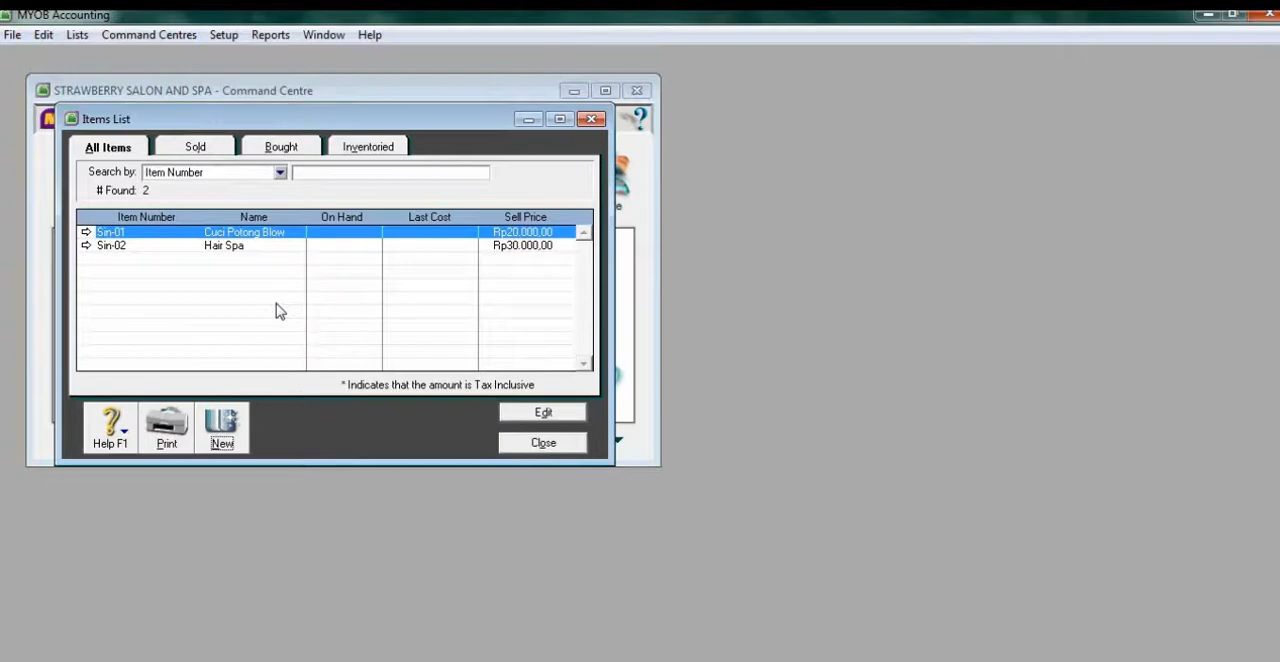 MYOB Accounting
File Edit Lists Command Centres Setup Reports Window Help
STRAWBERRY SALON AND SPA - Command Centre
Items List
All Items Sold Bought Inventoried
Search by: Item Number
# Found: 2
Item Number Name On Hand Last Cost Sell Price
Sin-01 Cuci Potong Blow Rp20.000,00
Sin-02 Hair Spa Rp30.000,00
* Indicates that the amount is Tax Inclusive
Help F1 Print New Edit
Close